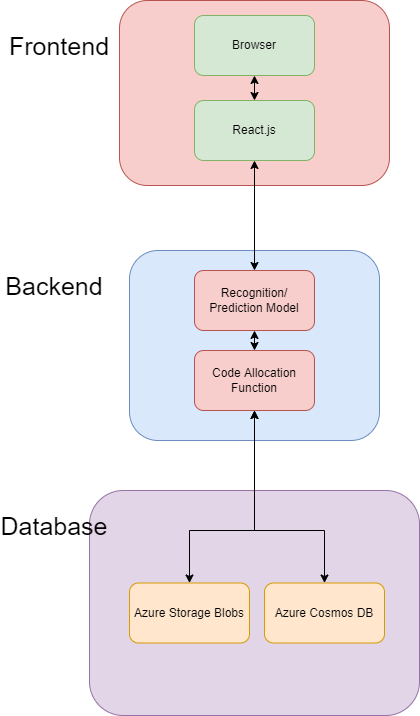 Frontend
Browser
React.js
Backend
Recognition/
Prediction Model
Code Allocation
Function
Database
Azure Storage Blobs
Azure Cosmos DB